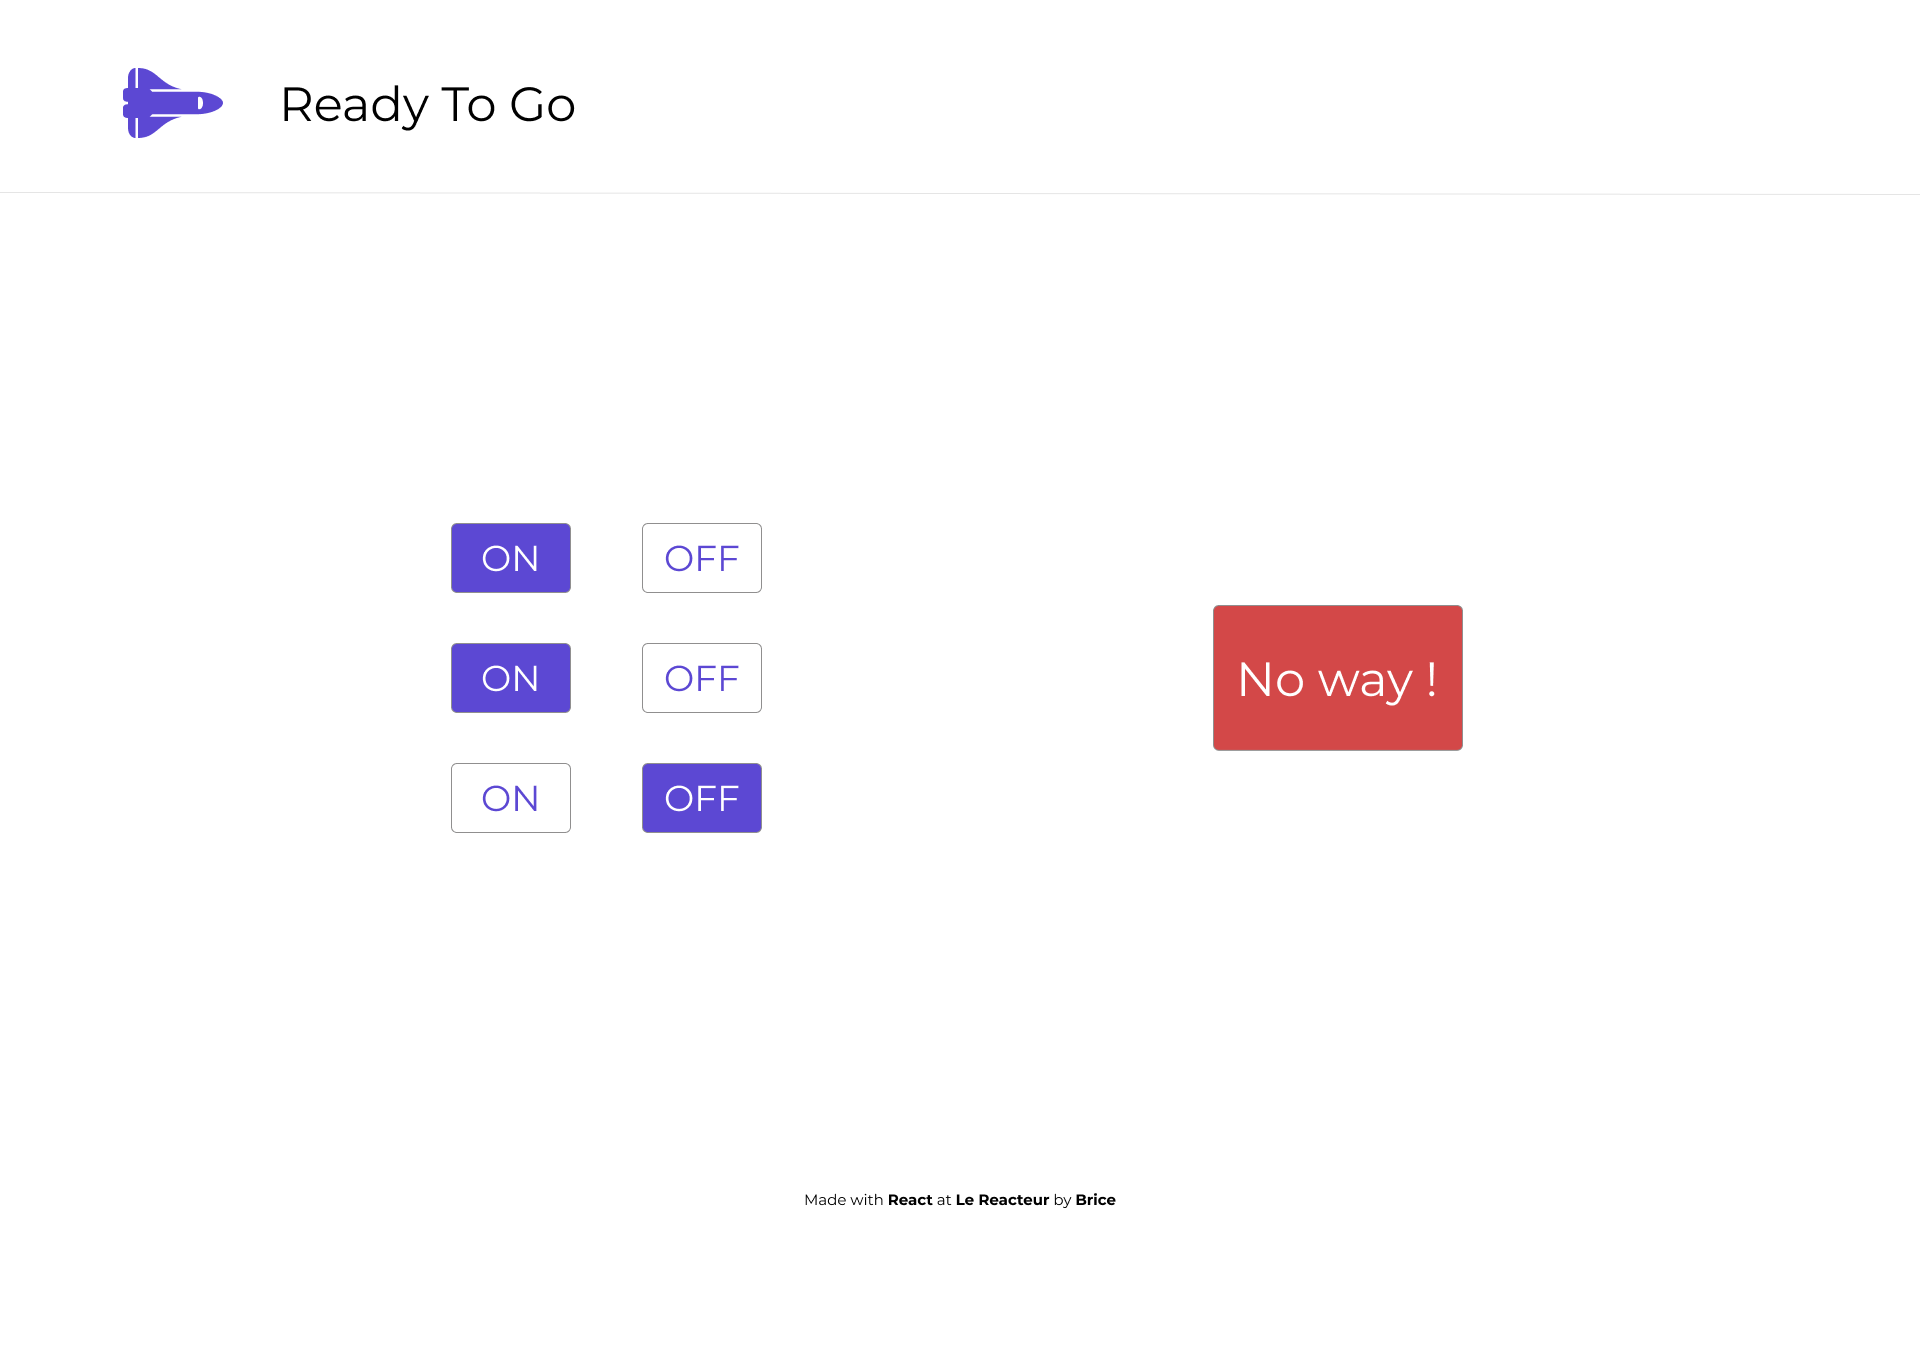 Ready To Go
ON OFF
ON OFF
No way !
ON OFF
Made with React at Le Reacteur by Brice